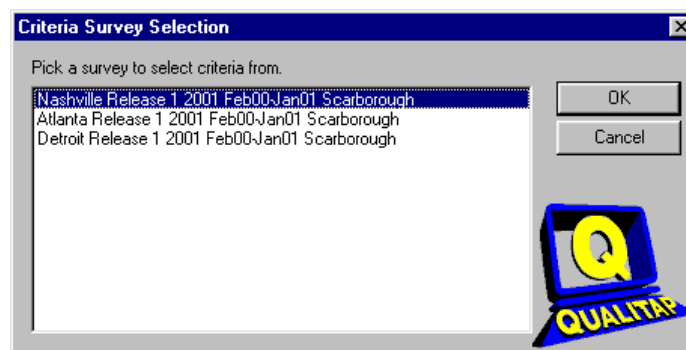 Criteria Survey Selection
Pick a survey to select criteria from.
Nashville Release 1 2001 Feb00-Jan01 Scarborough
Atlanta Release 1 2001 Feb00-Jan01 Scarborough
Detroit Release 1 2001 Feb00-Jan01 Scarborough
OK
Cancel
Q
QUALITAP